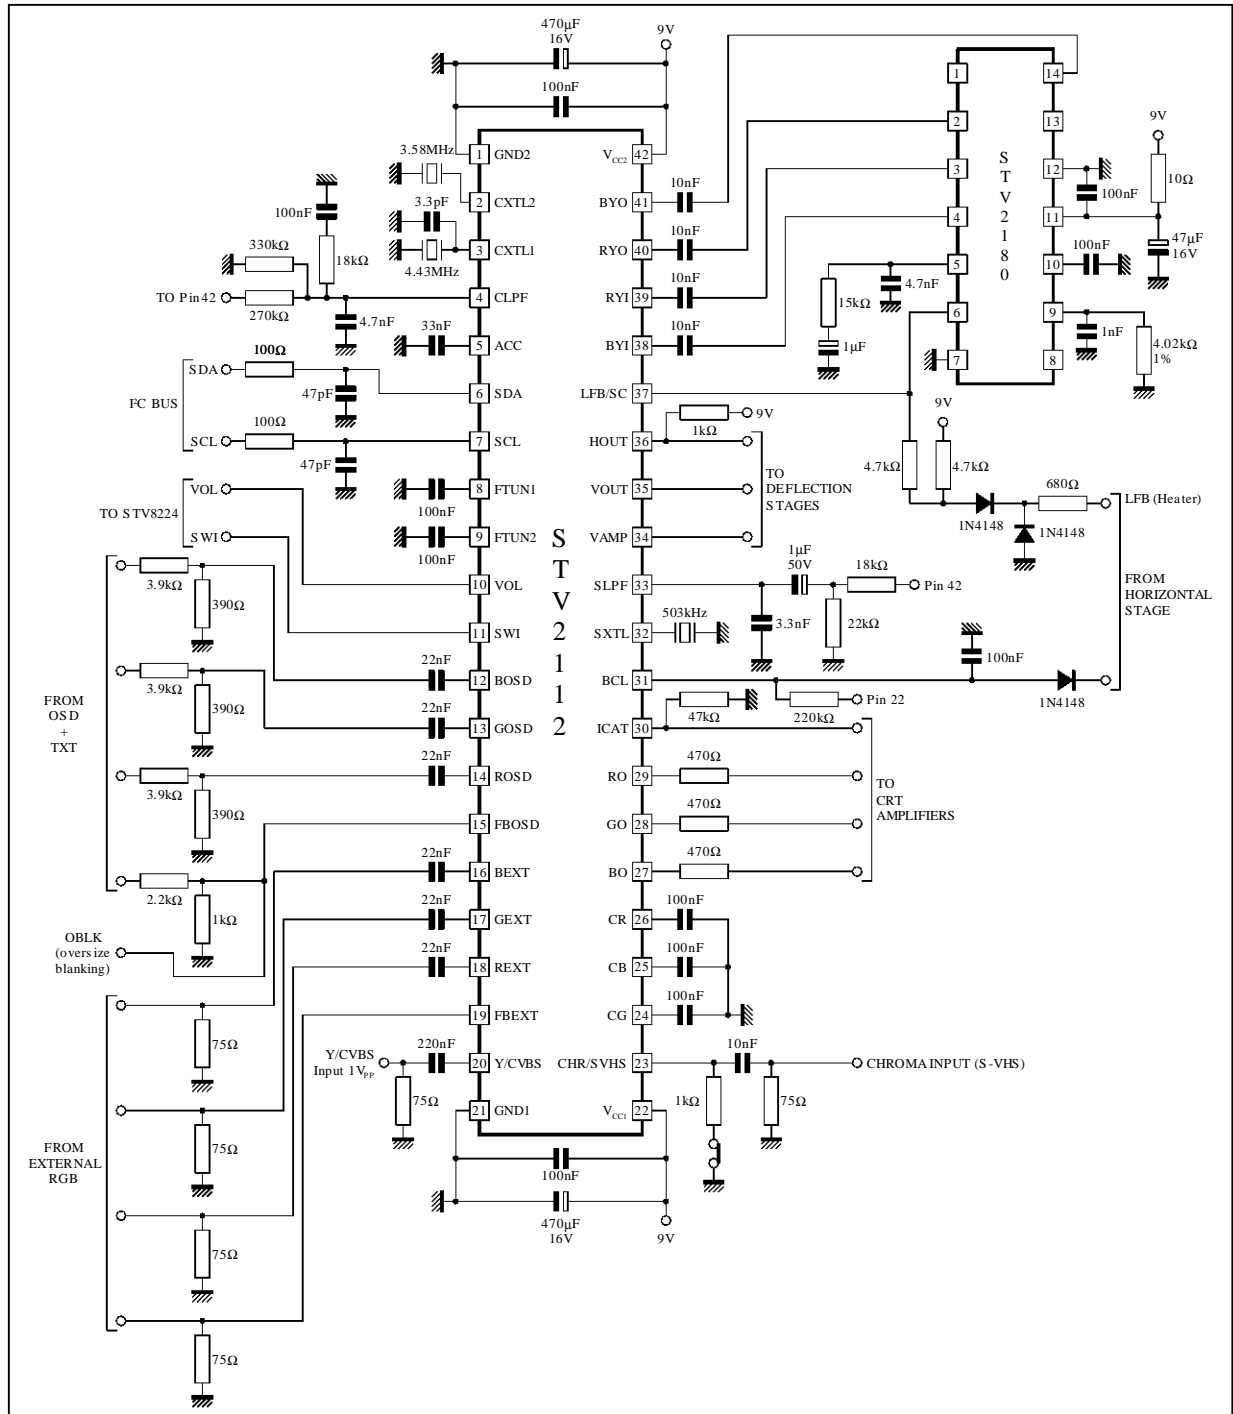 470µF
16V
9V
100nF
1
GND2
VCC2
42
3.58MHz
2
CXTL2
BYO
41
10nF
3.3pF
3
CXTL1
RYO
40
10nF
4.43MHz
100nF
18kΩ
330kΩ
TO Pin42
270kΩ
4
CLPF
RYI
39
10nF
4.7nF
33nF
5
ACC
BYI
38
10nF
100Ω
SDA
6
SDA
LFB/SC
37
47pF
I²C BUS
100Ω
SCL
7
SCL
HOUT
36
1kΩ
9V
47pF
TO STV8224
VOL
SWI
8
FTUN1
VOUT
35
100nF
9
FTUN2
VAMP
34
100nF
TO
DEFLECTION
STAGES
10
VOL
SLPF
33
1µF
50V
18kΩ
Pin 42
3.3nF
22kΩ
11
SWI
SXTL
32
503kHz
STV2112
12
BOSD
BCL
31
22nF
100nF
1N4148
47kΩ
220kΩ
Pin 22
13
GOSD
ICAT
30
22nF
14
ROSD
RO
29
22nF
470Ω
15
FBOSD
GO
28
470Ω
16
BEXT
BO
27
22nF
470Ω
TO
CRT
AMPLIFIERS
17
GEXT
CR
26
22nF
100nF
18
REXT
CB
25
22nF
100nF
19
FBEXT
CG
24
100nF
20
Y/CVBS
CHR/SVHS
23
220nF
10nF
CHROMA INPUT (S-VHS)
Y/CVBS
Input 1VPP
75Ω
1kΩ
75Ω
21
GND1
VCC1
22
100nF
470µF
16V
9V
3.9kΩ
390Ω
3.9kΩ
390Ω
3.9kΩ
390Ω
2.2kΩ
1kΩ
FROM
OSD
+
TXT
OBLK
(oversize
blanking)
75Ω
75Ω
75Ω
75Ω
FROM
EXTERNAL
RGB
STV2180
1
14
2
13
3
12
4
11
5
10
6
9
7
8
9V
10Ω
100nF
47µF
16V
100nF
1nF
4.02kΩ
1%
4.7nF
15kΩ
1µF
9V
4.7kΩ
4.7kΩ
680Ω
LFB (Heater)
1N4148
1N4148
FROM
HORIZONTAL
STAGE